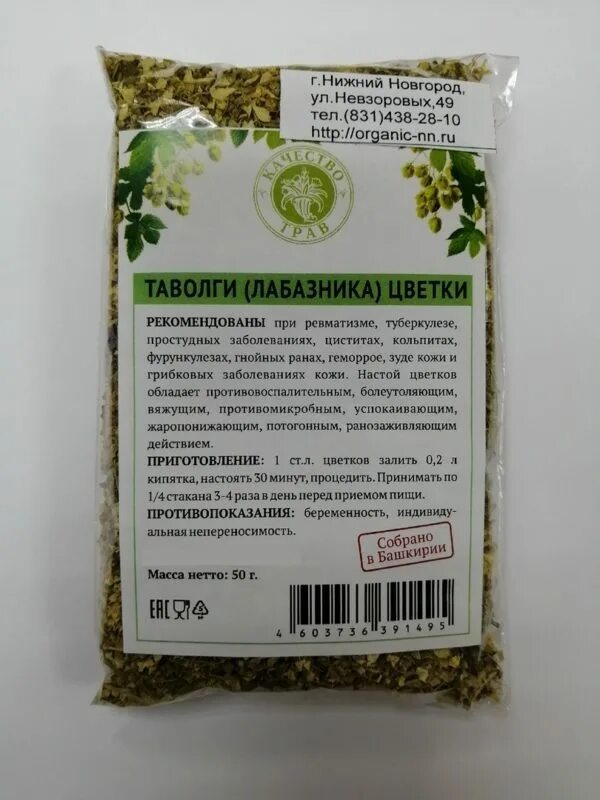 г.Нижний Новгород,
ул.Невзоровых,49
тел.(831)438-28-10
http://organic-nn.ru
КАЧЕСТВО
ТРАВ
ТАВОЛГИ (ЛАБАЗНИКА) ЦВЕТКИ
РЕКОМЕНДОВАНЫ при ревматизме, туберкулезе,
простудных заболеваниях, циститах, кольпитах,
фурункулезах, гнойных ранах, геморрое, зуде кожи и
грибковых заболеваниях кожи. Настой цветков
обладает противовоспалительным, болеутоляющим,
вяжущим, противомикробным, успокаивающим,
жаропонижающим, потогонным, ранозаживляющим
действием.
ПРИГОТОВЛЕНИЕ: 1 ст.л. цветков залить 0,2 л
кипятка, настоять 30 минут, процедить. Принимать по
1/4 стакана 3-4 раза в день перед приемом пищи.
ПРОТИВОПОКАЗАНИЯ: беременность, индивиду-
альная непереносимость.
Собрано
в Башкирии
Масса нетто: 50 г.
EAC
5
4 603736 391495